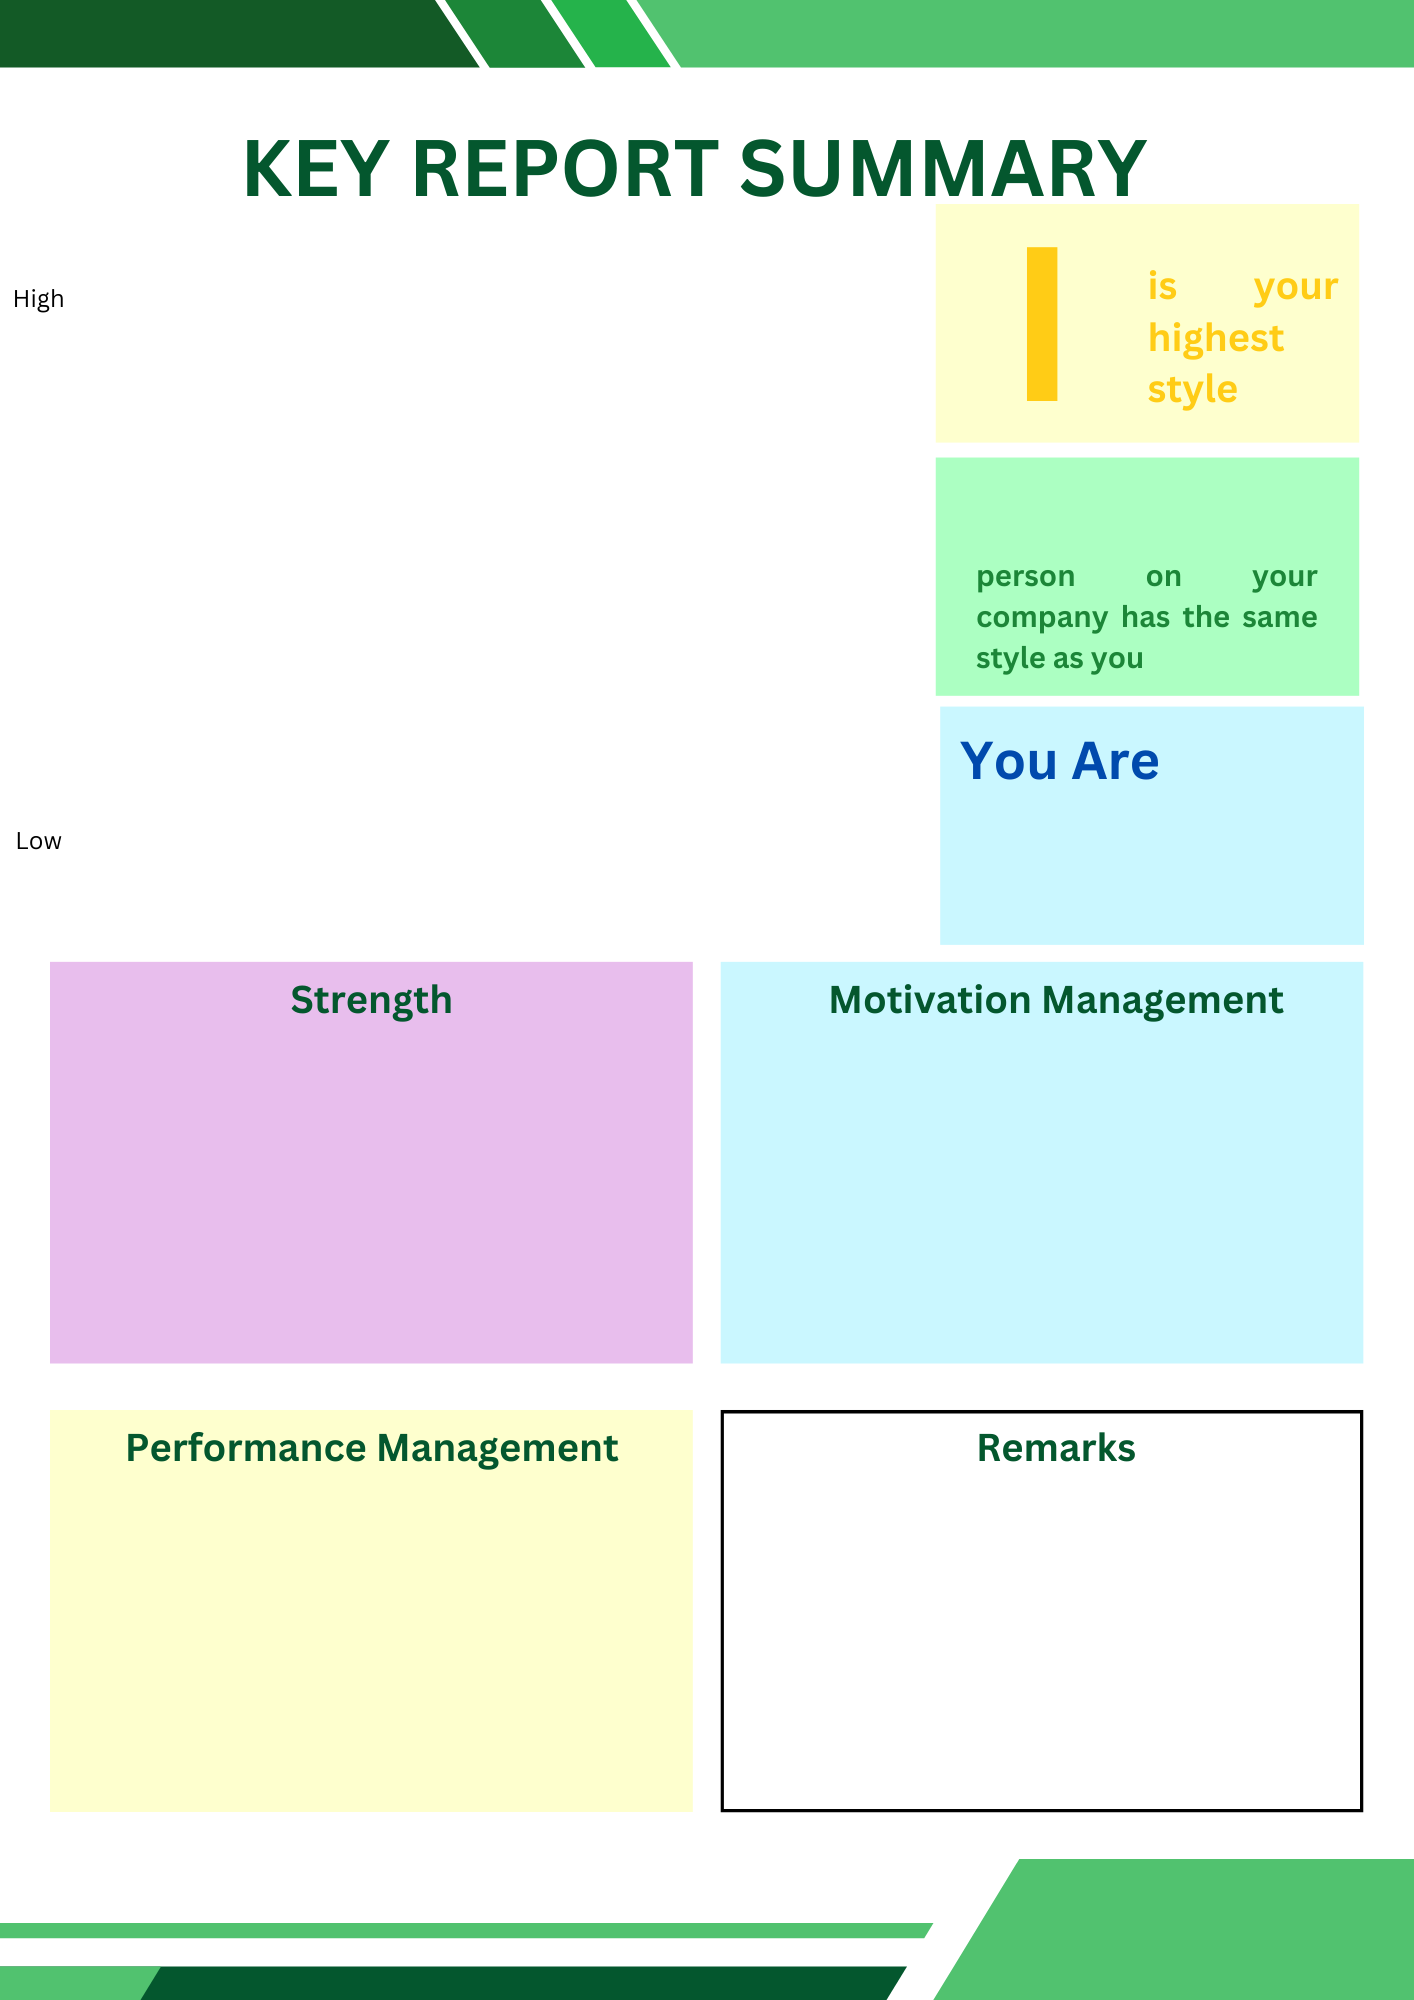 KEY REPORT SUMMARY
High
I
is your
highest
style
person on your
company has the same
style as you
You Are
Low
Strength
Motivation Management
Performance Management
Remarks